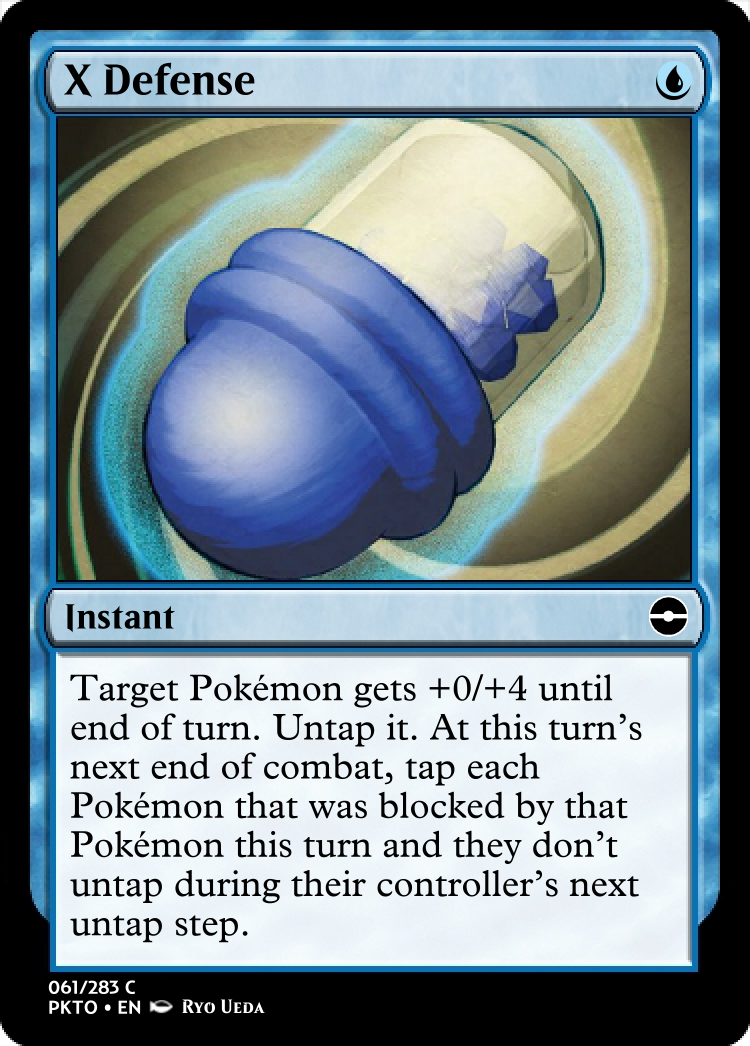 X Defense
Instant
Target Pokémon gets +0/+4 until
end of turn. Untap it. At this turn’s
next end of combat, tap each
Pokémon that was blocked by that
Pokémon this turn and they don’t
untap during their controller’s next
untap step.
061/283 C
PKTO • EN Ryo Ueda